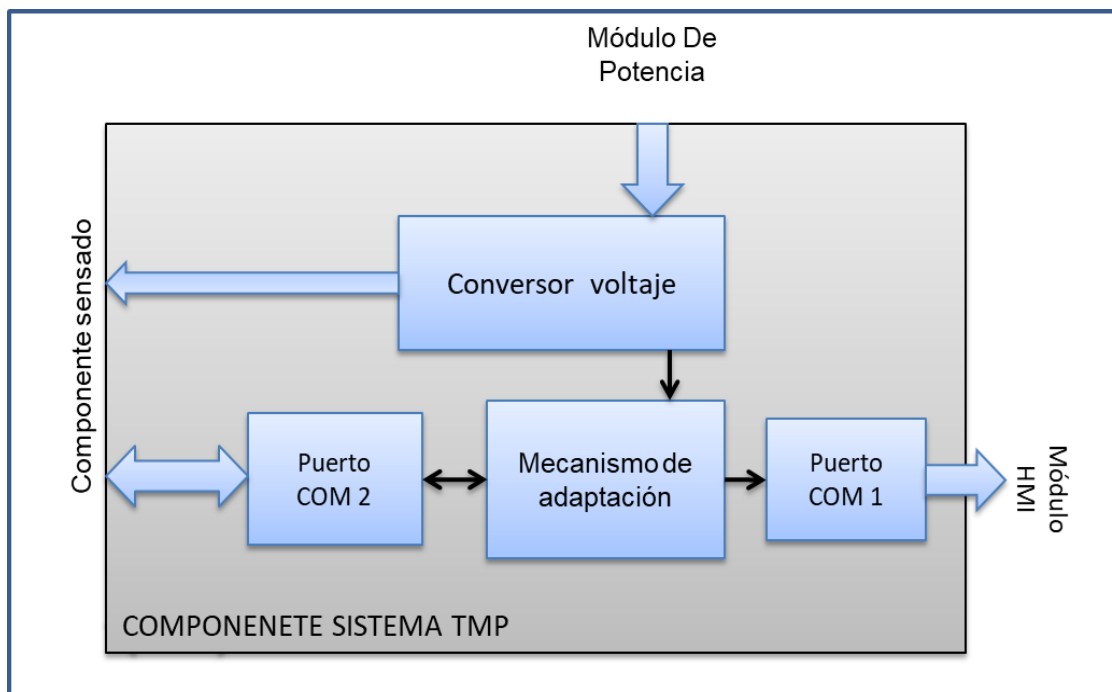 Módulo De
Potencia
Componente sensado
Conversor voltaje
Puerto
COM 2
Mecanismo de
adaptación
Puerto
COM 1
Módulo
HMI
COMPONENETE SISTEMA TMP